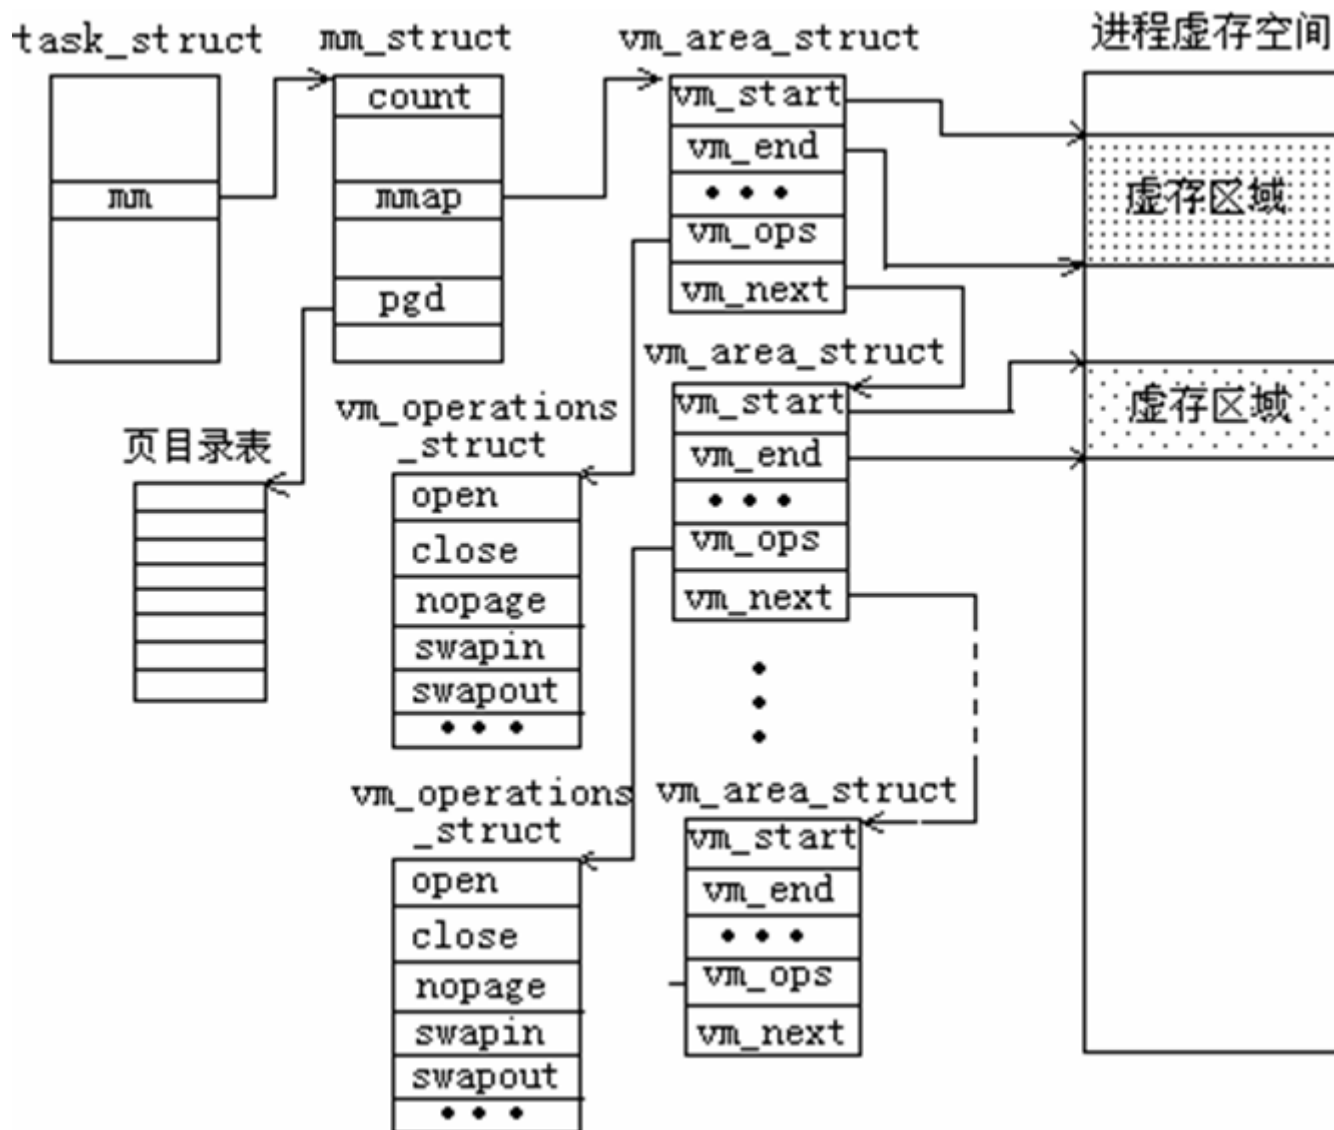 task_struct
mm_struct
vm_area_struct
进程虚存空间
count
mm
mmap
pgd
vm_start
vm_end
• • •
vm_ops
vm_next
虚存区域
vm_area_struct
vm_start
vm_end
• • •
vm_ops
vm_next
虚存区域
页目录表
vm_operations
_struct
open
close
nopage
swapin
swapout
• • •
vm_operations
_struct
open
close
nopage
swapin
swapout
• • •
vm_area_struct
vm_start
vm_end
• • •
vm_ops
vm_next